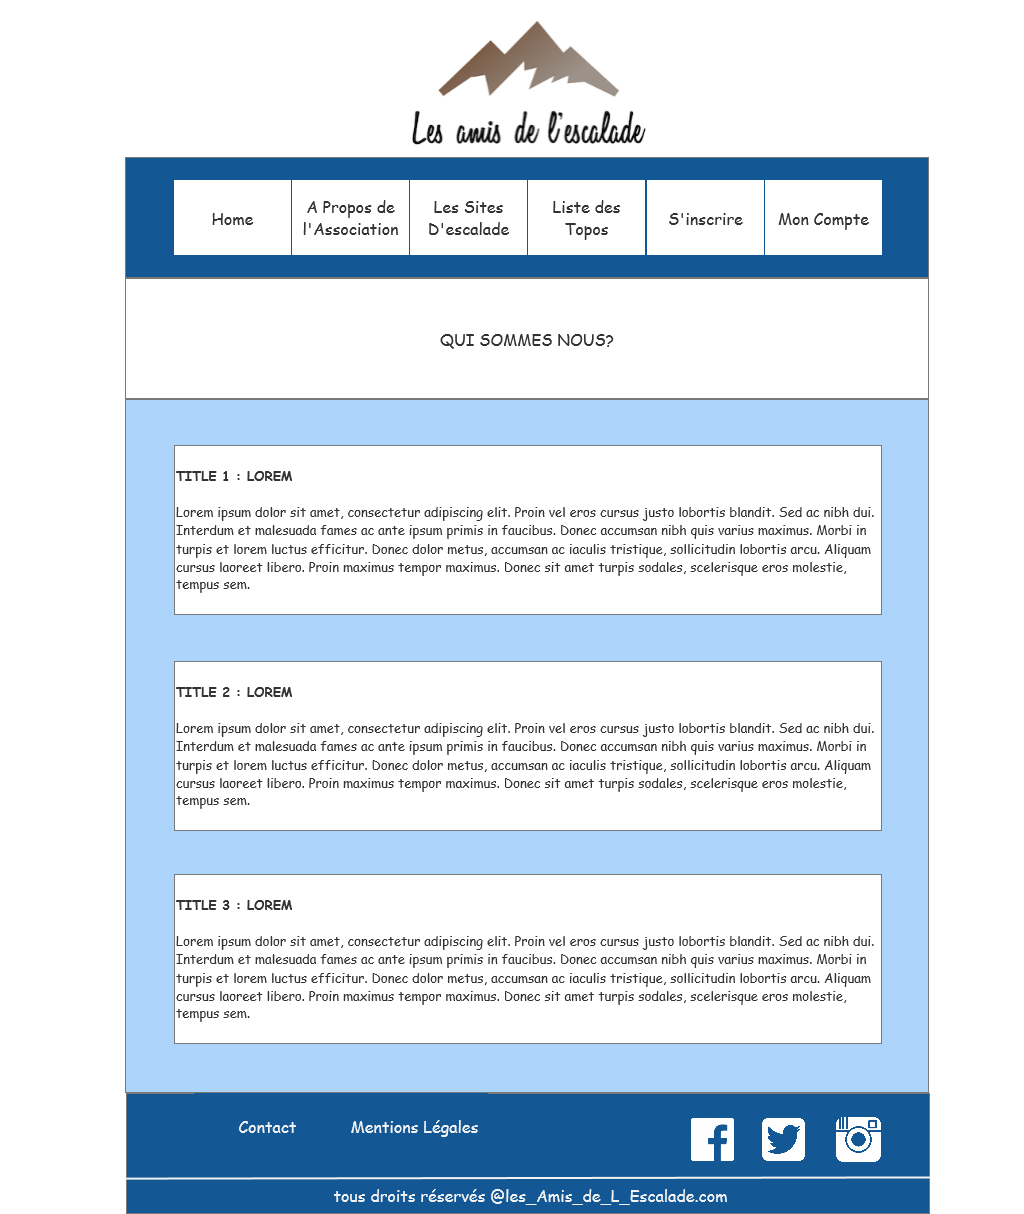 Les amis de l'escalade
Home
A Propos de
l'Association
Les Sites
D'escalade
Liste des
Topos
S'inscrire
Mon Compte
QUI SOMMES NOUS?
TITLE 1 : LOREM
Lorem ipsum dolor sit amet, consectetur adipiscing elit. Proin vel eros cursus justo lobortis blandit. Sed ac nibh dui.
Interdum et malesuada fames ac ante ipsum primis in faucibus. Donec accumsan nibh quis varius maximus. Morbi in
turpis et lorem luctus efficitur. Donec dolor metus, accumsan ac iaculis tristique, sollicitudin lobortis arcu. Aliquam
cursus laoreet libero. Proin maximus tempor maximus. Donec sit amet turpis sodales, scelerisque eros molestie,
tempus sem.
TITLE 2 : LOREM
Lorem ipsum dolor sit amet, consectetur adipiscing elit. Proin vel eros cursus justo lobortis blandit. Sed ac nibh dui.
Interdum et malesuada fames ac ante ipsum primis in faucibus. Donec accumsan nibh quis varius maximus. Morbi in
turpis et lorem luctus efficitur. Donec dolor metus, accumsan ac iaculis tristique, sollicitudin lobortis arcu. Aliquam
cursus laoreet libero. Proin maximus tempor maximus. Donec sit amet turpis sodales, scelerisque eros molestie,
tempus sem.
TITLE 3 : LOREM
Lorem ipsum dolor sit amet, consectetur adipiscing elit. Proin vel eros cursus justo lobortis blandit. Sed ac nibh dui.
Interdum et malesuada fames ac ante ipsum primis in faucibus. Donec accumsan nibh quis varius maximus. Morbi in
turpis et lorem luctus efficitur. Donec dolor metus, accumsan ac iaculis tristique, sollicitudin lobortis arcu. Aliquam
cursus laoreet libero. Proin maximus tempor maximus. Donec sit amet turpis sodales, scelerisque eros molestie,
tempus sem.
Contact
Mentions Légales
tous droits réservés @les_Amis_de_L_Escalade.com